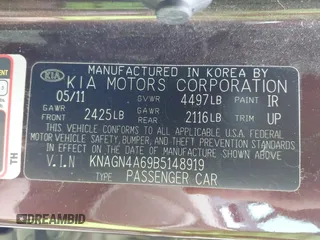 MANUFACTURED IN KOREA BY
KIA KIA MOTORS CORPORATION
05/11 GVWR 4497LB PAINT IR
GAWR FRONT 2425LB GAWR REAR 2116LB TRIM UP
THIS VEHICLE CONFORMS TO ALL APPLICABLE U.S. FEDERAL
MOTOR VEHICLE SAFETY, BUMPER, AND THEFT PREVENTION STANDARDS
IN EFFECT ON THE DATE OF MANUFACTURE SHOWN ABOVE.
V.I.N KNAGN4A69B5148919
TYPE: PASSENGER CAR
DREAMBID